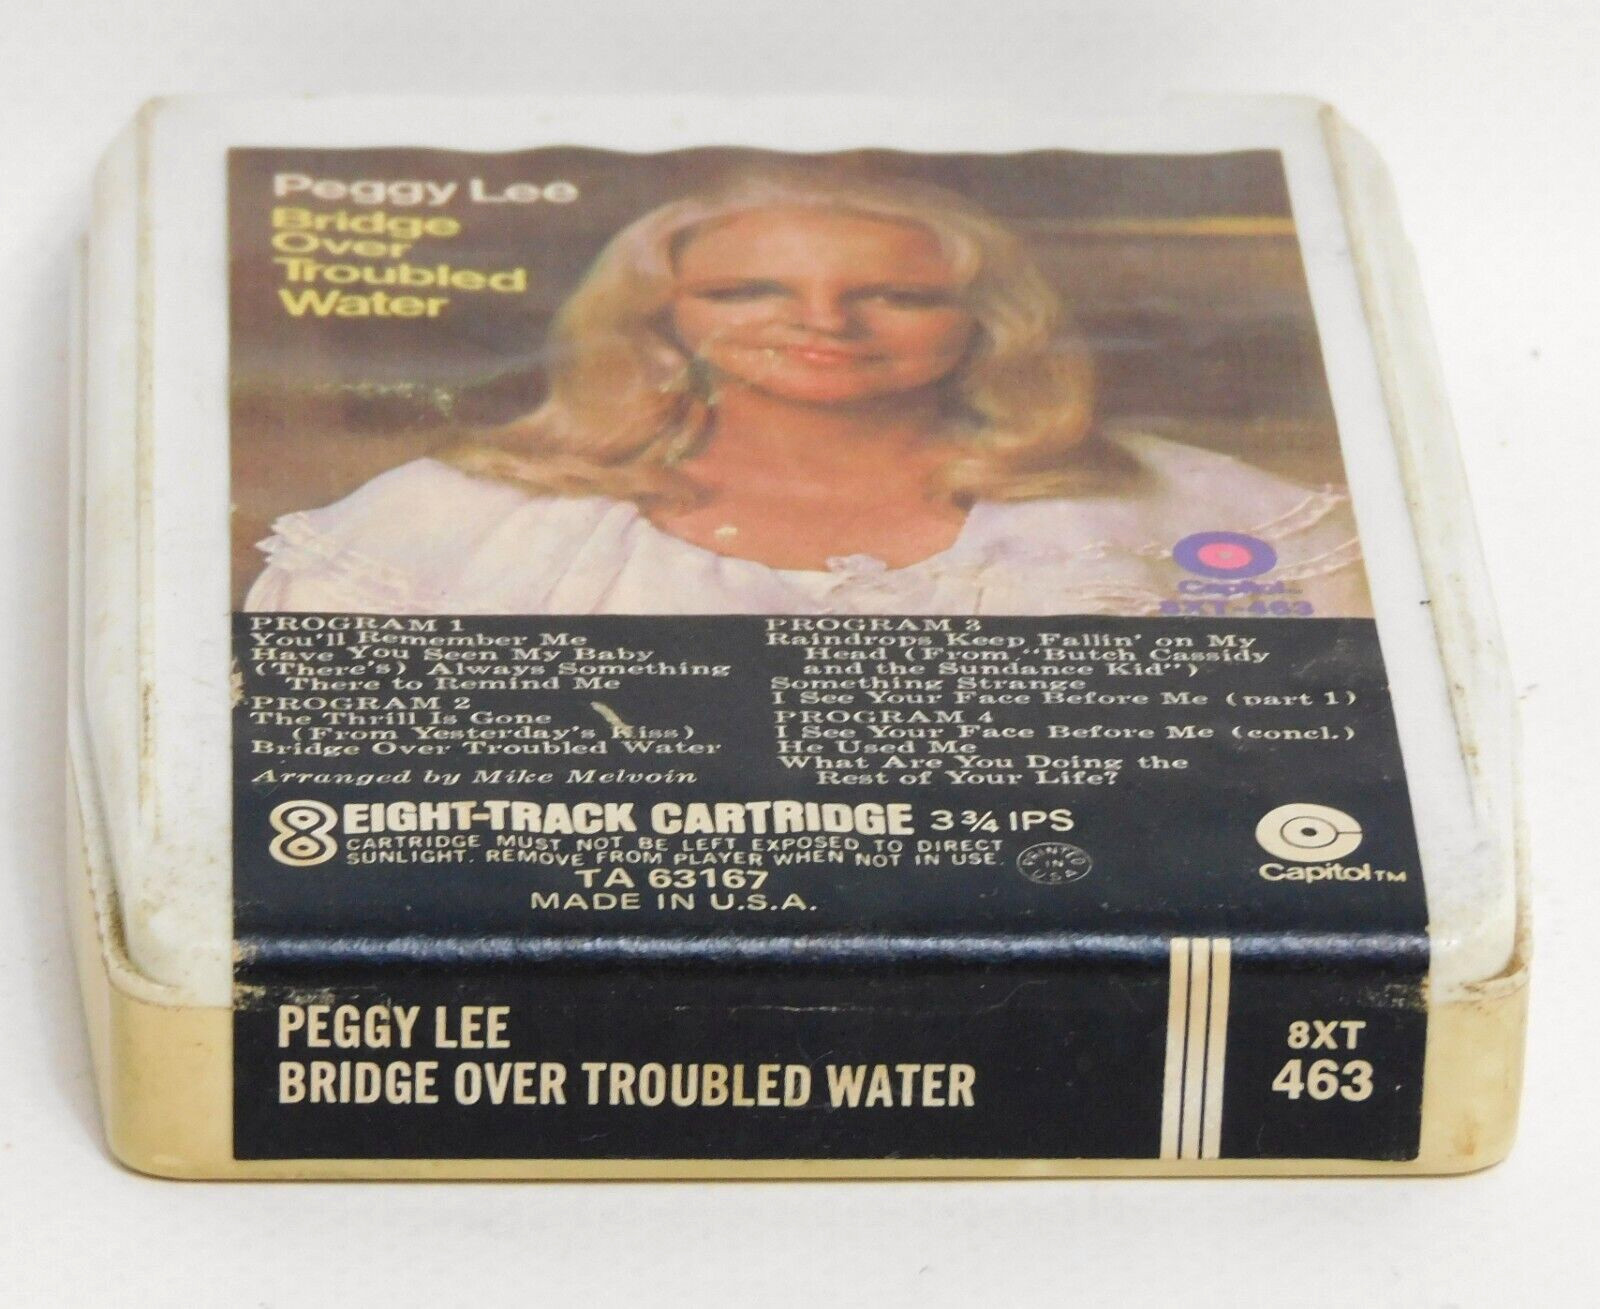 Peggy Lee
Bridge
Over
Troubled
Water
Capitol
8XT-463
PROGRAM 1
You'll Remember Me
Have You Seen My Baby
(There's) Always Something
There to Remind Me
PROGRAM 2
The Thrill Is Gone
(From Yesterday's Kiss)
Bridge Over Troubled Water
Arranged by Mike Melvoin
PROGRAM 3
Raindrops Keep Fallin' on My
Head (From "Butch Cassidy
and the Sundance Kid")
Something Strange
I See Your Face Before Me (part 1)
PROGRAM 4
I See Your Face Before Me (concl.)
He Used Me
What Are You Doing the
Rest of Your Life?
8 EIGHT-TRACK CARTRIDGE 3 3/4 IPS
CARTRIDGE MUST NOT BE LEFT EXPOSED TO DIRECT
SUNLIGHT. REMOVE FROM PLAYER WHEN NOT IN USE.
PRINTED
IN
U.S.A.
TA 63167
MADE IN U.S.A.
Capitol™
PEGGY LEE
BRIDGE OVER TROUBLED WATER
8XT
463